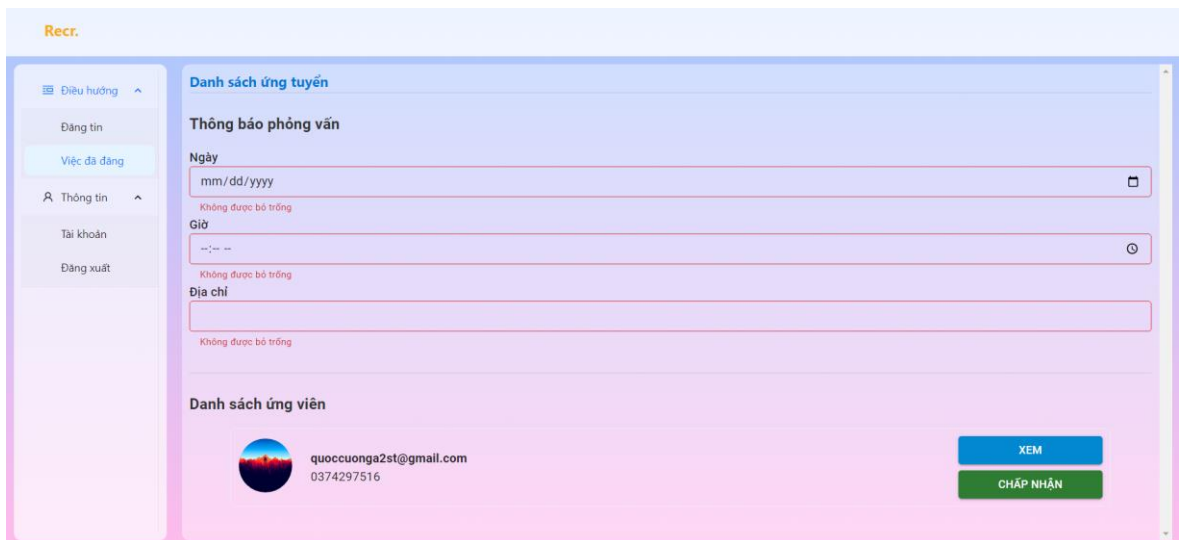 Recr.
Điều hướng
Đăng tin
Việc đã đăng
Thông tin
Tài khoản
Đăng xuất
Danh sách ứng tuyển
Thông báo phỏng vấn
Ngày
mm/dd/yyyy
Không được bỏ trống
Giờ
--:-- --
Không được bỏ trống
Địa chỉ
Không được bỏ trống
Danh sách ứng viên
quoccuonga2st@gmail.com
0374297516
XEM
CHẤP NHẬN